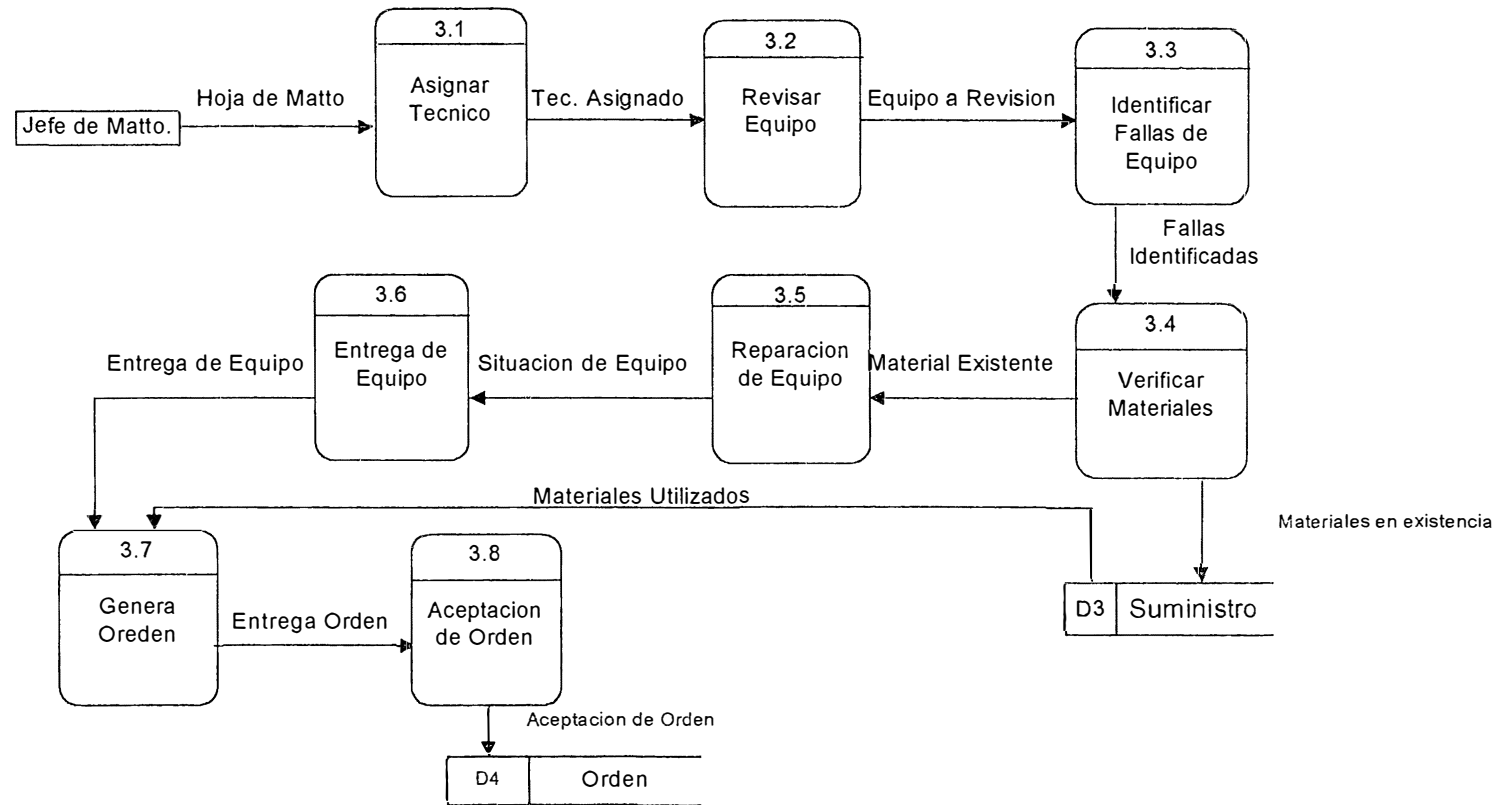 3.1
Asignar
Tecnico
3.2
Revisar
Equipo
3.3
Identificar
Fallas de
Equipo
Jefe de Matto.
Hoja de Matto
Tec. Asignado
Equipo a Revision
Fallas
Identificadas
3.6
Entrega de
Equipo
3.5
Reparacion
de Equipo
3.4
Verificar
Materiales
Entrega de Equipo
Situacion de Equipo
Material Existente
Materiales Utilizados
Materiales en existencia
3.7
Genera
Oreden
3.8
Aceptacion
de Orden
Entrega Orden
D3 Suministro
Aceptacion de Orden
D4 Orden